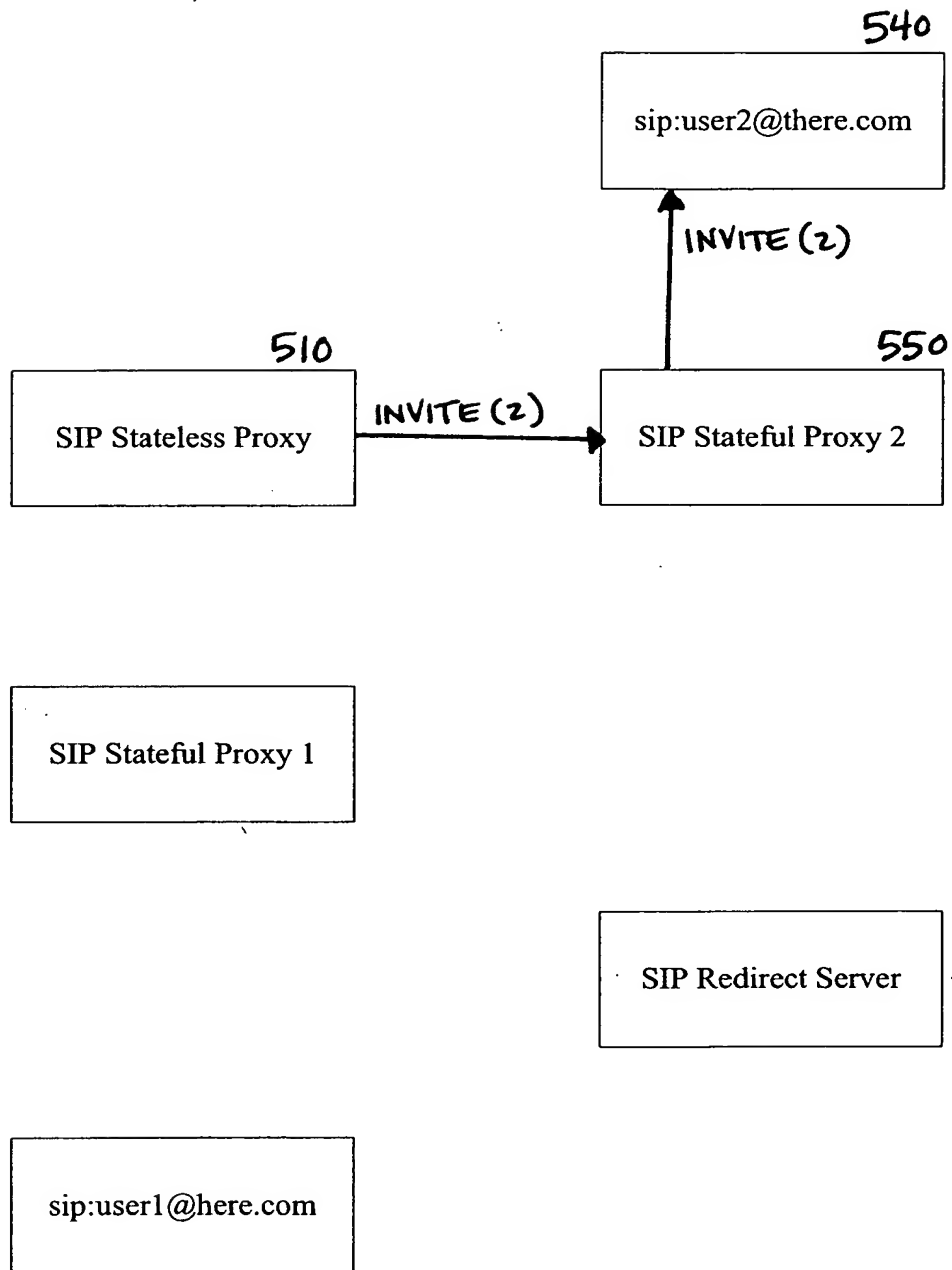 540
sip:user2@there.com
INVITE (2)
510
550
SIP Stateless Proxy
INVITE (2)
SIP Stateful Proxy 2
SIP Stateful Proxy 1
SIP Redirect Server
sip:user1@here.com